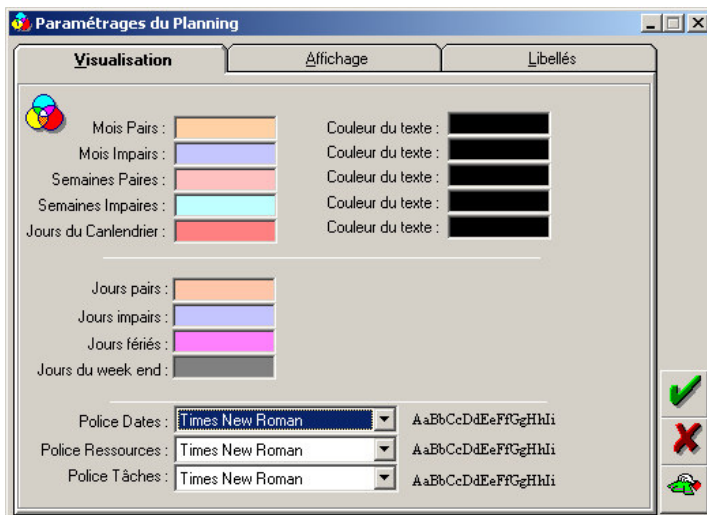 Paramétrages du Planning
Visualisation
Affichage
Libellés
Mois Pairs :
Couleur du texte :
Mois Impairs :
Couleur du texte :
Semaines Paires :
Couleur du texte :
Semaines Impaires :
Couleur du texte :
Jours du Canlendrier :
Couleur du texte :
Jours pairs :
Jours impairs :
Jours fériés :
Jours du week end :
Police Dates : Times New Roman AaBbCcDdEeFfGgHhIi
Police Ressources : Times New Roman AaBbCcDdEeFfGgHhIi
Police Tâches : Times New Roman AaBbCcDdEeFfGgHhIi